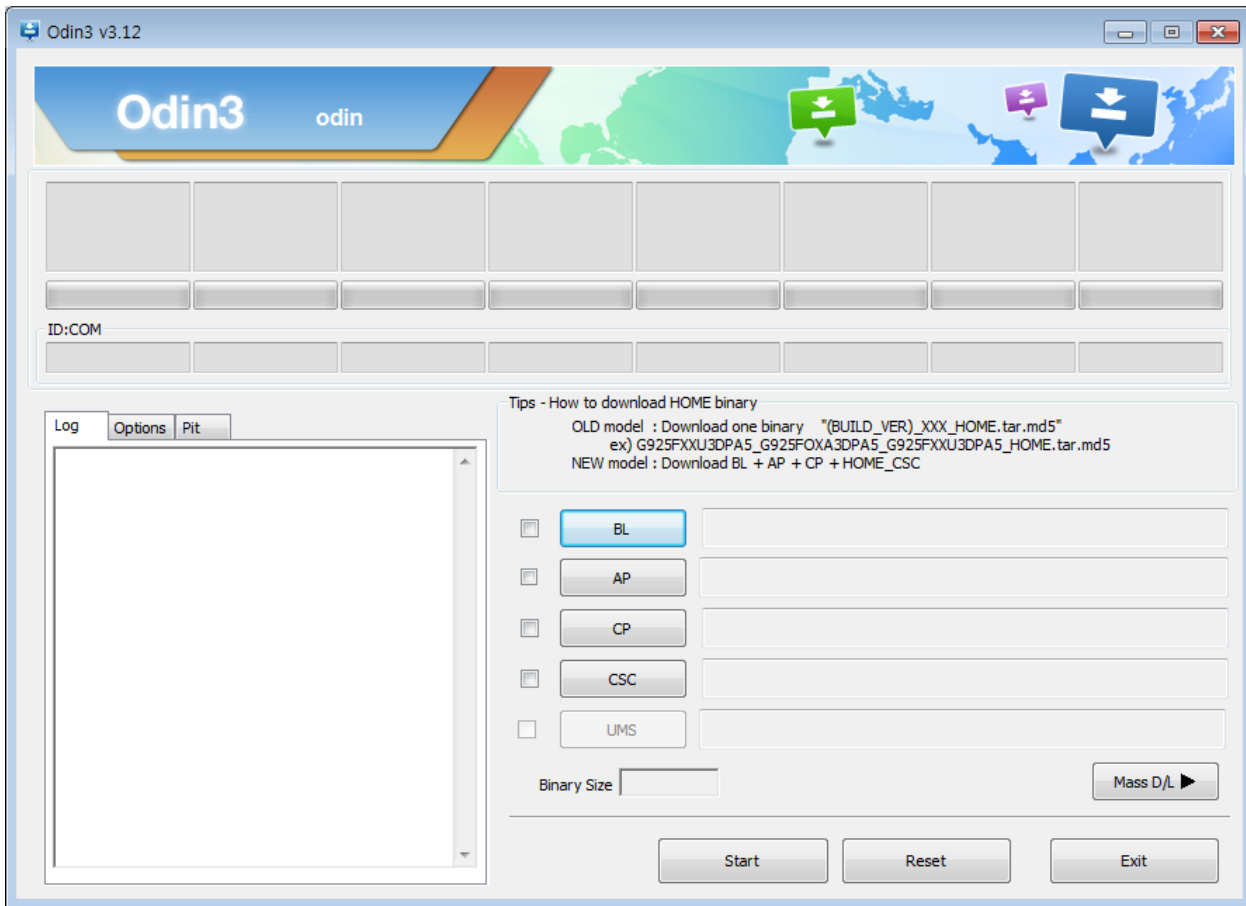 Odin3 v3.12
Odin3 odin
ID:COM
Log Options Pit
Tips - How to download HOME binary
OLD model : Download one binary "(BUILD_VER)_XXX_HOME.tar.md5"
ex) G925FXXU3DPA5_G925FOXA3DPA5_G925FXXU3DPA5_HOME.tar.md5
NEW model : Download BL + AP + CP + HOME_CSC
BL
AP
CP
CSC
UMS
Binary Size
Mass D/L ▶
Start Reset Exit